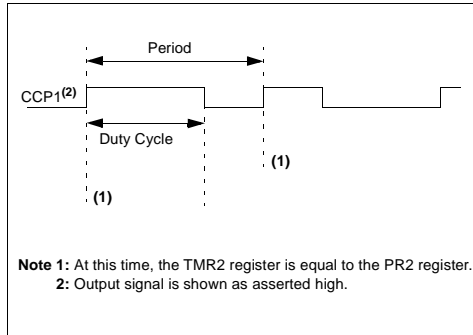 Period
CCP1(2)
Duty Cycle
(1)
(1)
Note 1: At this time, the TMR2 register is equal to the PR2 register.
2: Output signal is shown as asserted high.